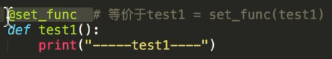 @set_func # 等价于test1 = set_func(test1)
def test1():
    print("-----test1----")